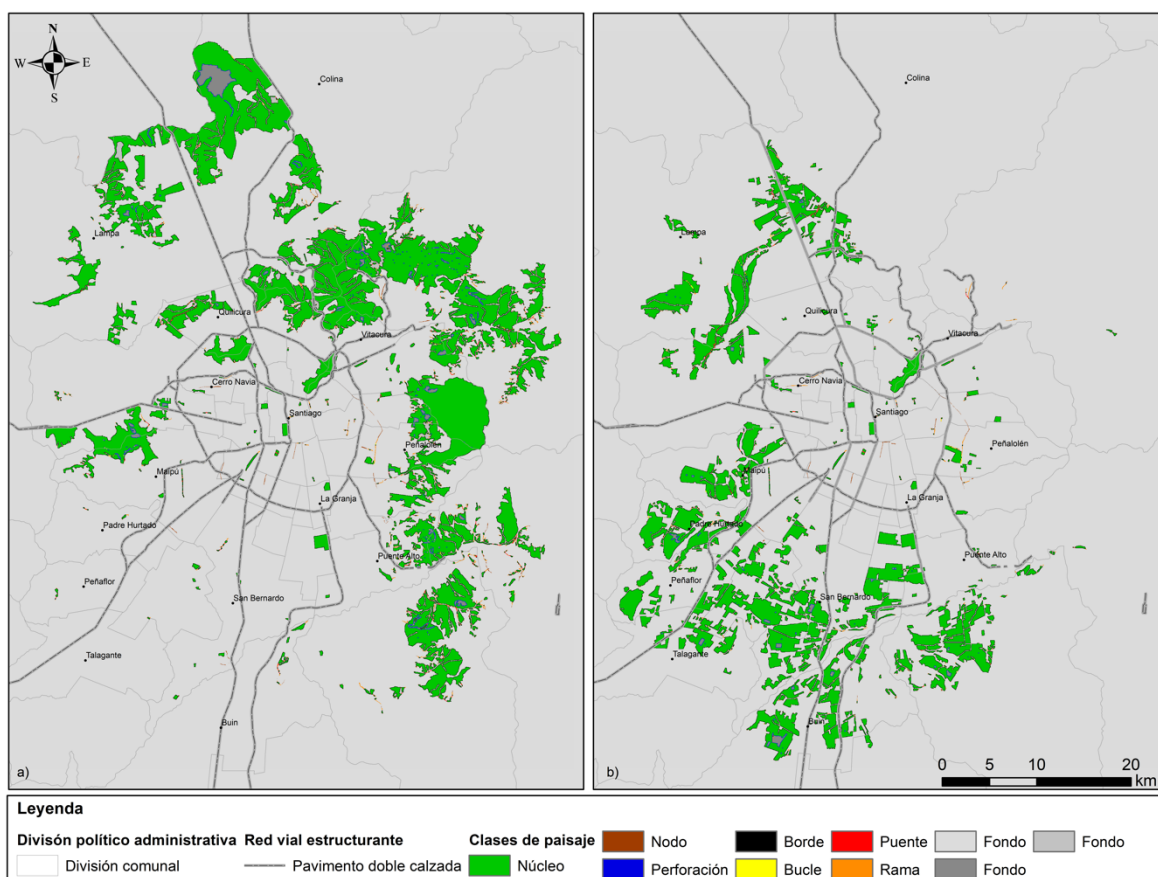 N
W E
S
Colina
Lampa
Quilicura
Vitacura
Cerro Navia
Santiago
Peñalolén
Maipú
La Granja
Padre Hurtado
Puente Alto
Peñaflor
San Bernardo
Talagante
Buin
a)
Colina
Lampa
Quilicura
Vitacura
Cerro Navia
Santiago
Peñalolén
Maipú
La Granja
Padre Hurtado
Puente Alto
Peñaflor
San Bernardo
Talagante
Buin
b)
0 5 10 20
km
Leyenda
Divisón político administrativa Red vial estructurante Clases de paisaje
División comunal Pavimento doble calzada Núcleo
Nodo Borde Puente Fondo Fondo
Perforación Bucle Rama Fondo